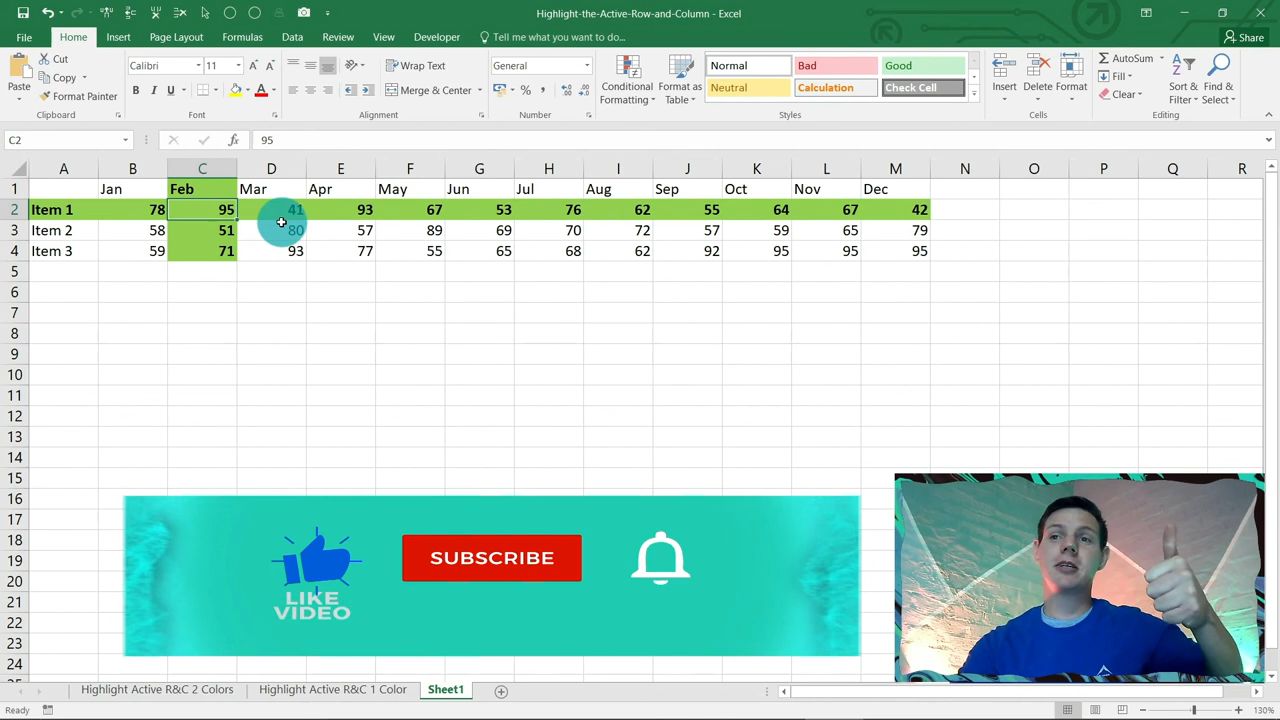 Highlight-the-Active-Row-and-Column - Excel
File Home Insert Page Layout Formulas Data Review View Developer Tell me what you want to do... Share
Paste
Cut
Copy
Format Painter
Clipboard
Calibri 11
B I U
Font
Wrap Text
Merge & Center
Alignment
General
%
Number
Conditional Formatting
Format as Table
Normal Bad Good
Neutral Calculation Check Cell
Styles
Insert Delete Format
Cells
AutoSum
Fill
Clear
Sort & Filter
Find & Select
Editing
C2 fx 95
A B C D E F G H I J K L M N O P Q R
1 Jan Feb Mar Apr May Jun Jul Aug Sep Oct Nov Dec
2 Item 1 78 95 41 93 67 53 76 62 55 64 67 42
3 Item 2 58 51 80 57 89 69 70 72 57 59 65 79
4 Item 3 59 71 93 77 55 65 68 62 92 95 95 95
5
6
7
8
9
10
11
12
13
14
15
16
17
18
19
20
21
22
23
24
LIKE
VIDEO
SUBSCRIBE
Highlight Active R&C 2 Colors Highlight Active R&C 1 Color Sheet1
Ready 130%